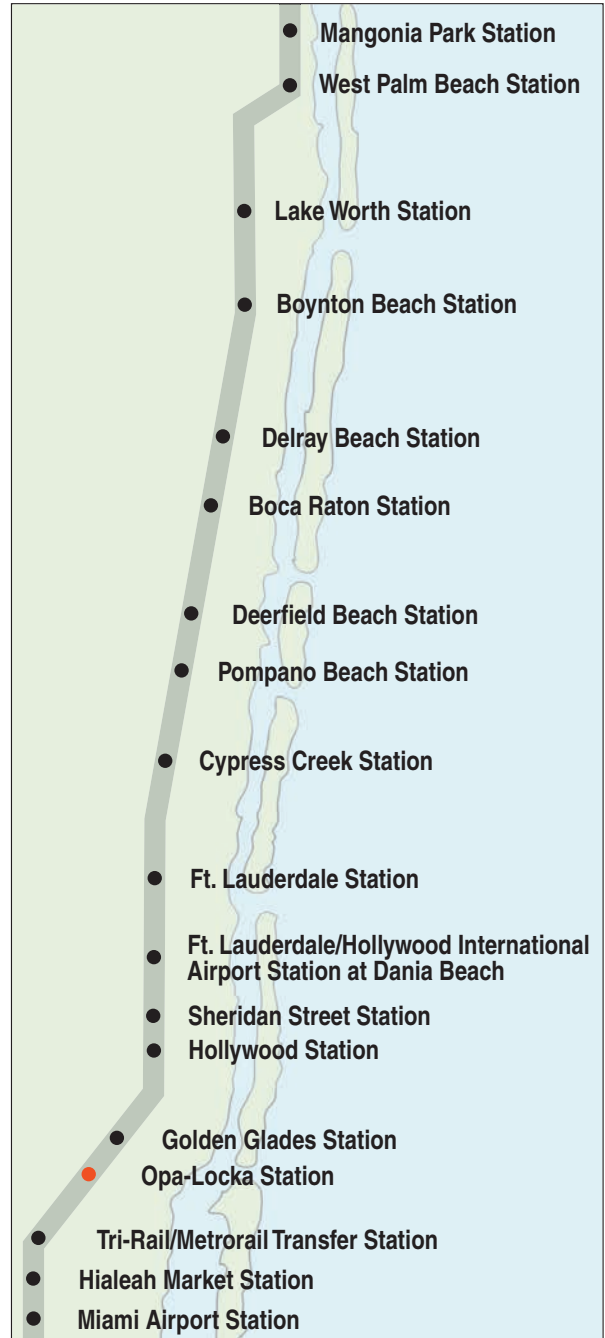 Mangonia Park Station
West Palm Beach Station
Lake Worth Station
Boynton Beach Station
Delray Beach Station
Boca Raton Station
Deerfield Beach Station
Pompano Beach Station
Cypress Creek Station
Ft. Lauderdale Station
Ft. Lauderdale/Hollywood International
Airport Station at Dania Beach
Sheridan Street Station
Hollywood Station
Golden Glades Station
Opa-Locka Station
Tri-Rail/Metrorail Transfer Station
Hialeah Market Station
Miami Airport Station